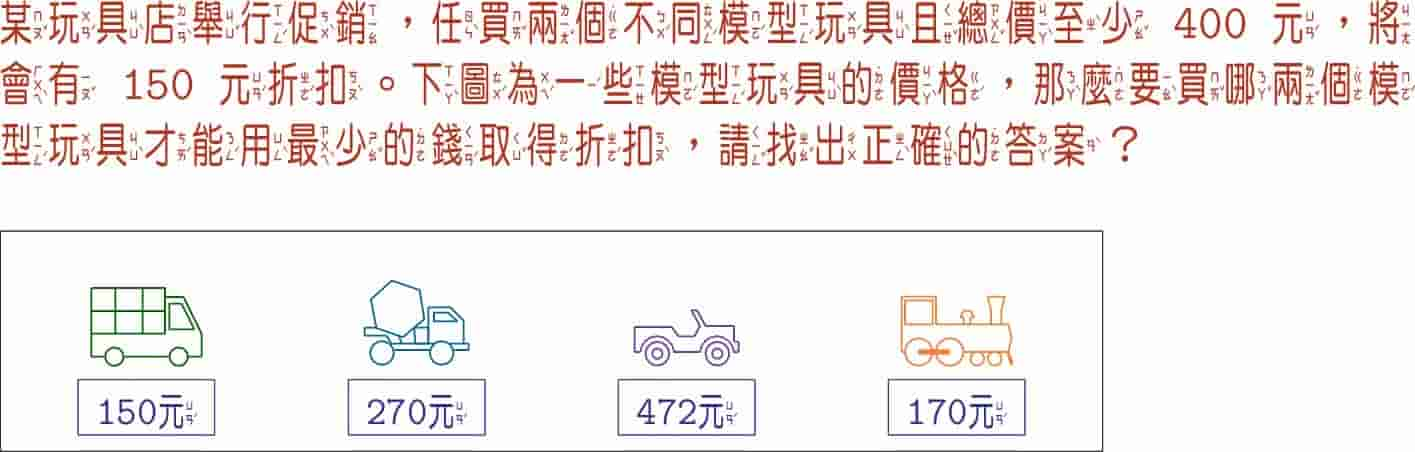 某玩具店舉行促銷，任買兩個不同模型玩具且總價至少 400 元，將
會有 150 元折扣。下圖為一些模型玩具的價格，那麼要買哪兩個模
型玩具才能用最少的錢取得折扣，請找出正確的答案？
150元 270元 472元 170元